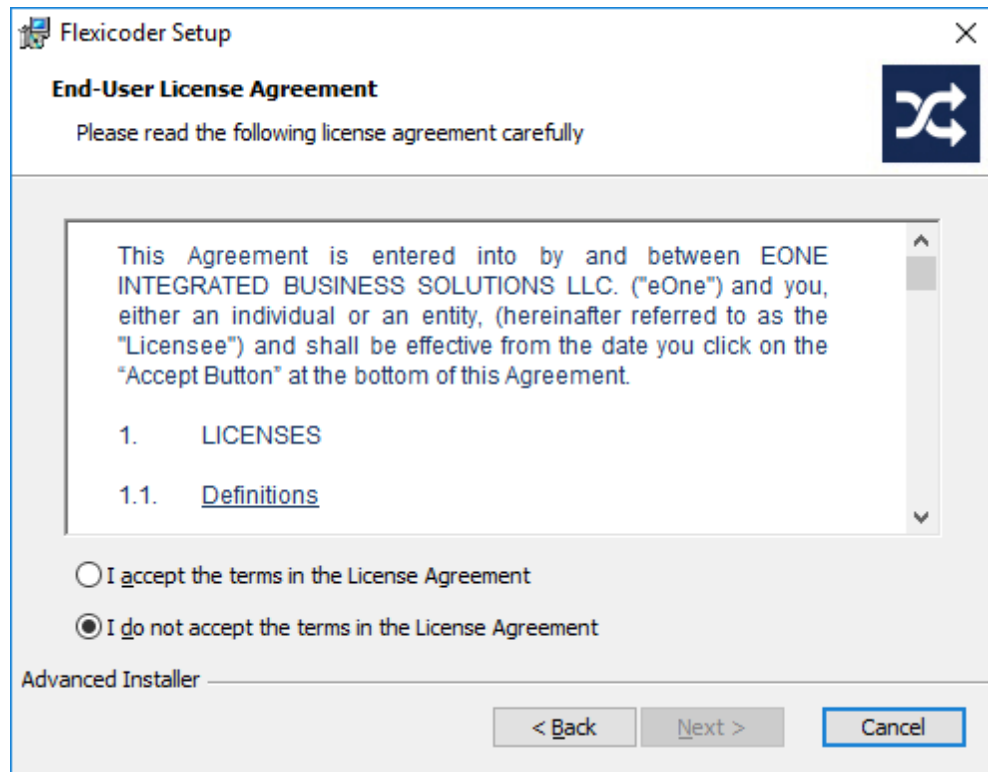 Flexicoder Setup
End-User License Agreement
Please read the following license agreement carefully
This Agreement is entered into by and between EONE
INTEGRATED BUSINESS SOLUTIONS LLC. ("eOne") and you,
either an individual or an entity, (hereinafter referred to as the
"Licensee") and shall be effective from the date you click on the
“Accept Button” at the bottom of this Agreement.
1. LICENSES
1.1. Definitions
I accept the terms in the License Agreement
I do not accept the terms in the License Agreement
Advanced Installer
< Back Next > Cancel